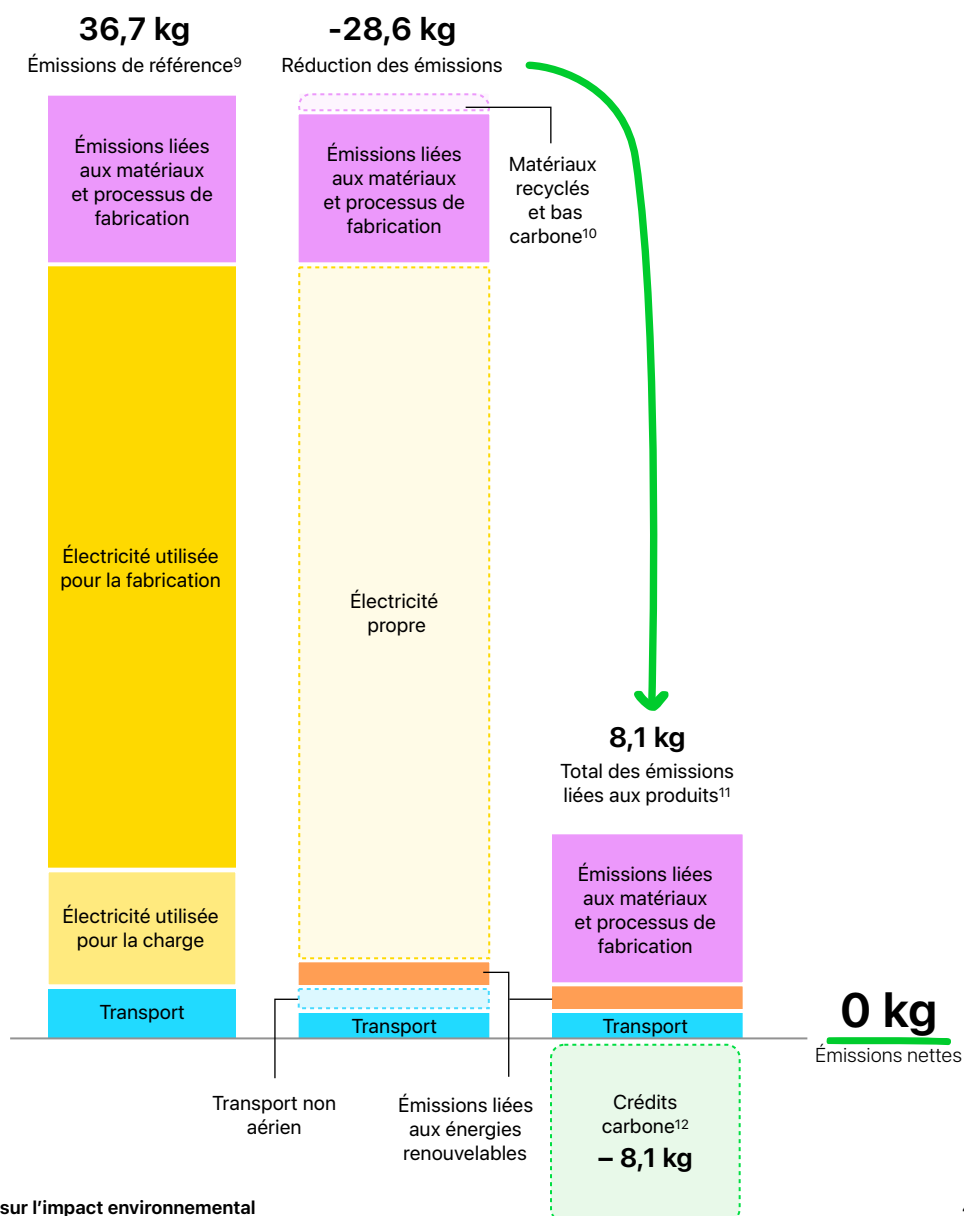 36,7 kg
Émissions de référence⁹
-28,6 kg
Réduction des émissions
Émissions liées
aux matériaux
et processus de
fabrication
Électricité utilisée
pour la fabrication
Électricité utilisée
pour la charge
Transport
Émissions liées
aux matériaux
et processus de
fabrication
Matériaux
recyclés
et bas
carbone¹⁰
Électricité
propre
Transport
Transport non
aérien
Émissions liées
aux énergies
renouvelables
8,1 kg
Total des émissions
liées aux produits¹¹
Émissions liées
aux matériaux
et processus de
fabrication
Transport
0 kg
Émissions nettes
Crédits
carbone¹²
– 8,1 kg
sur l’impact environnemental